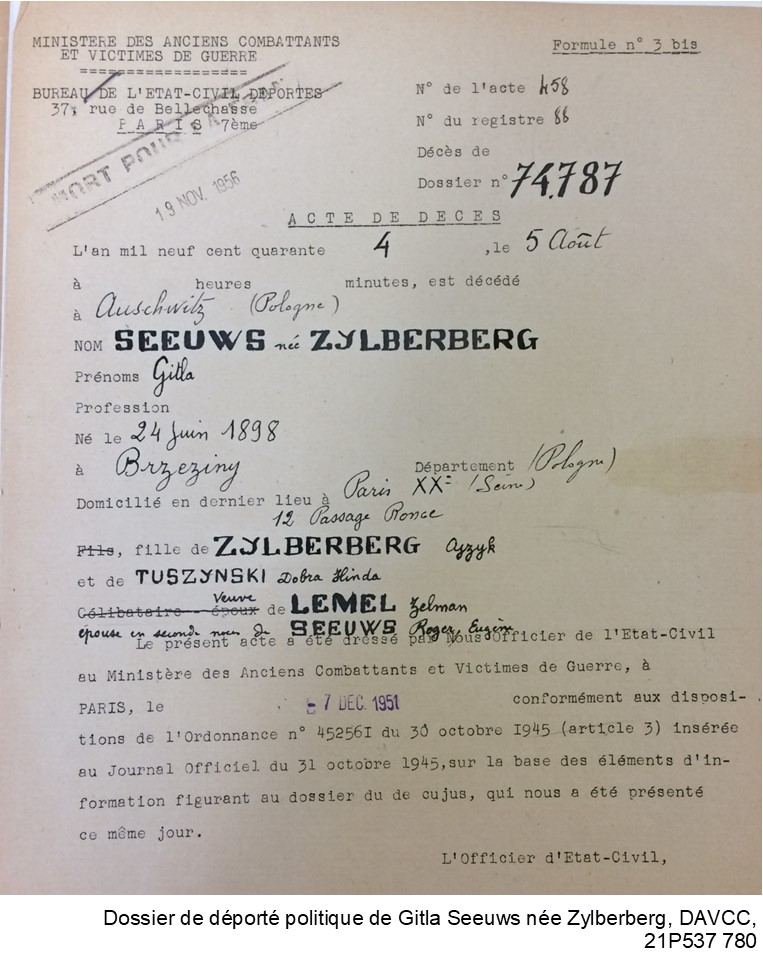 MINISTERE DES ANCIENS COMBATTANTS
ET VICTIMES DE GUERRE
==================
BUREAU DE L'ETAT-CIVIL DEPORTES
37, rue de Bellechasse
PARIS 7ème
MORT POUR LA
19 NOV. 1956
Formule n° 3 bis
N° de l'acte 458
N° du registre 88
Décès de
Dossier n° 74.787
ACTE DE DECES
L'an mil neuf cent quarante 4 ,le 5 Août
à heures minutes, est décédé
à Auschwitz (Pologne)
NOM SEEUWS née ZYLBERBERG
Prénoms Gitla
Profession
Né le 24 Juin 1898
à Brzeziny Département (Pologne)
Domicilié en dernier lieu à Paris XXe (Seine)
12 Passage Ronce
Fils, fille de ZYLBERBERG Ajzyk
et de TUSZYNSKI Dobra Hinda
Veuve
Célibataire - époux de LEMEL Zelman
épouse en seconde noces de SEEUWS Roger, Eugène
Le présent acte a été dressé par Nous Officier de l'Etat-Civil
au Ministère des Anciens Combattants et Victimes de Guerre, à
PARIS, le - 7 DEC. 1951 conformément aux disposi-
tions de l'Ordonnance n° 452561 du 30 octobre 1945 (article 3) insérée
au Journal Officiel du 31 octobre 1945,sur la base des éléments d'in-
formation figurant au dossier du de cujus, qui nous a été présenté
ce même jour.
L'Officier d'Etat-Civil,
Dossier de déporté politique de Gitla Seeuws née Zylberberg, DAVCC,
21P537 780